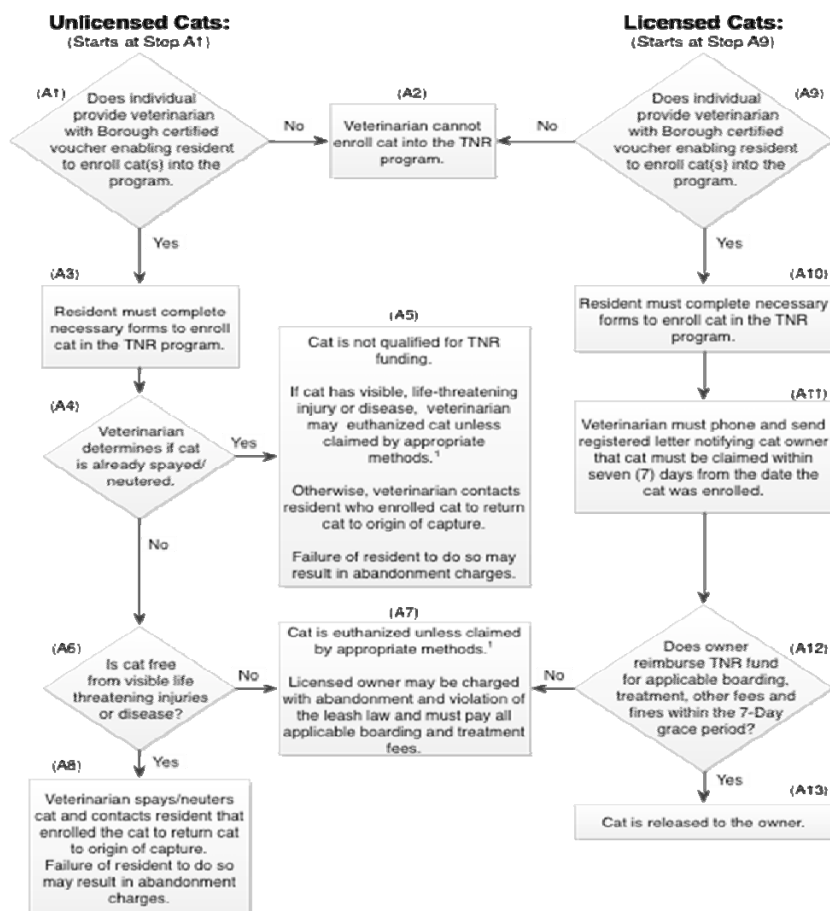 Unlicensed Cats:
(Starts at Stop A1)
Licensed Cats:
(Starts at Stop A9)
(A1)
Does individual
provide veterinarian
with Borough certified
voucher enabling resident
to enroll cat(s) into the
program.
No
(A2)
Veterinarian cannot
enroll cat into the TNR
program.
No
(A9)
Does individual
provide veterinarian
with Borough certified
voucher enabling resident
to enroll cat(s) into the
program.
Yes
Yes
(A3)
Resident must complete
necessary forms to enroll
cat in the TNR program.
(A4)
Veterinarian
determines if cat
is already spayed/
neutered.
Yes
No
(A5)
Cat is not qualified for TNR
funding.
If cat has visible, life-threatening
injury or disease, veterinarian
may euthanized cat unless
claimed by appropriate
methods.¹
Otherwise, veterinarian contacts
resident who enrolled cat to return
cat to origin of capture.
Failure of resident to do so may
result in abandonment charges.
(A10)
Resident must complete necessary
forms to enroll cat in the TNR
program.
(A11)
Veterinarian must phone and send
registered letter notifying cat owner
that cat must be claimed within
seven (7) days from the date the
cat was enrolled.
(A6)
Is cat free
from visible life
threatening injuries
or disease?
No
Yes
(A7)
Cat is euthanized unless claimed
by appropriate methods.¹
Licensed owner may be charged
with abandonment and violation of
the leash law and must pay all
applicable boarding and treatment
fees.
No
(A12)
Does owner
reimburse TNR fund
for applicable boarding,
treatment, other fees and
fines within the 7-Day
grace period?
Yes
(A8)
Veterinarian spays/neuters
cat and contacts resident that
enrolled the cat to return cat
to origin of capture.
Failure of resident to do so
may result in abandonment
charges.
(A13)
Cat is released to the owner.